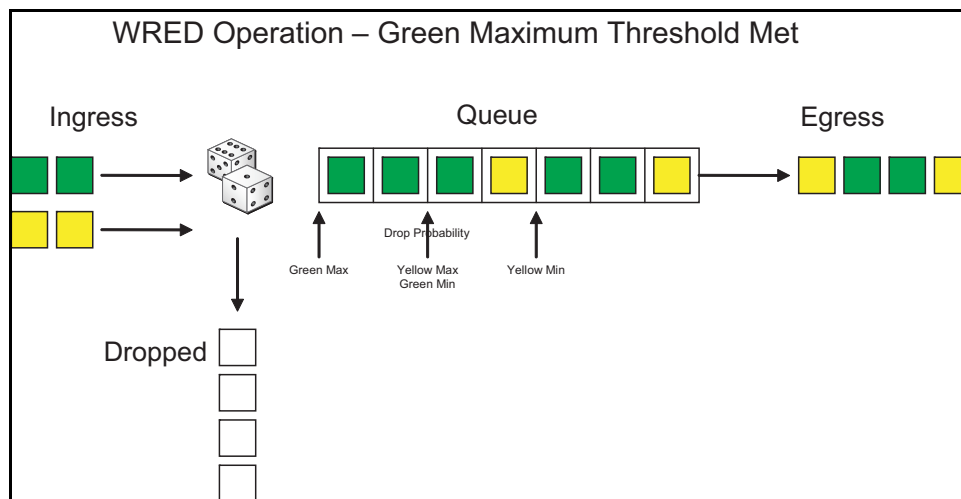 WRED Operation – Green Maximum Threshold Met
Ingress
Queue
Egress
Drop Probability
Green Max
Yellow Max
Green Min
Yellow Min
Dropped